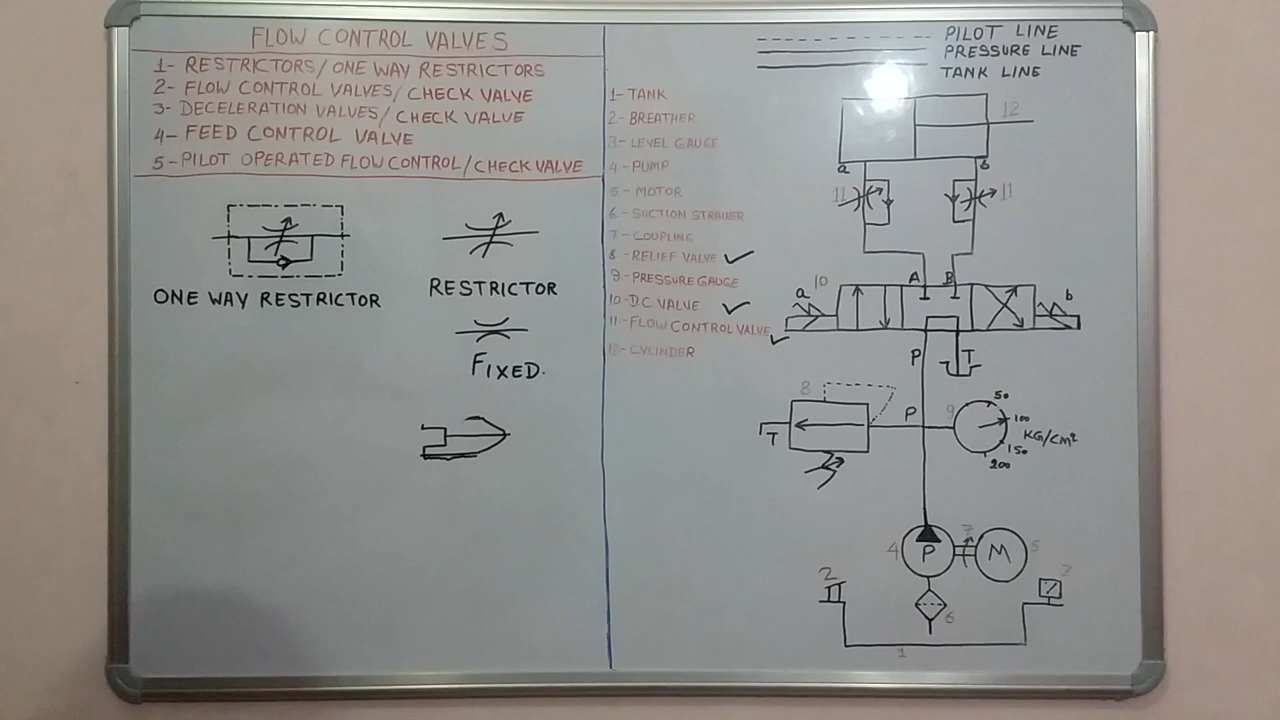 FLOW CONTROL VALVES
1- RESTRICTORS/ONE WAY RESTRICTORS
2- FLOW CONTROL VALVES/CHECK VALVE
3- DECELERATION VALVES/CHECK VALVE
4- FEED CONTROL VALVE
5- PILOT OPERATED FLOW CONTROL/CHECK VALVE
ONE WAY RESTRICTOR
RESTRICTOR
FIXED.
1- TANK
2- BREATHER
3- LEVEL GAUGE
4- PUMP
5- MOTOR
6- SUCTION STRAINER
7- COUPLING
8- RELIEF VALVE
9- PRESSURE GAUGE
10- D.C VALVE
11- FLOW CONTROL VALVE
12- CYLINDER
PILOT LINE
PRESSURE LINE
TANK LINE
12
a b
11 11
10 A B
a b
P T
8 P 9
T
50
100
150
200
KG/CM²
4 P 7 M 5
2 3
6
1